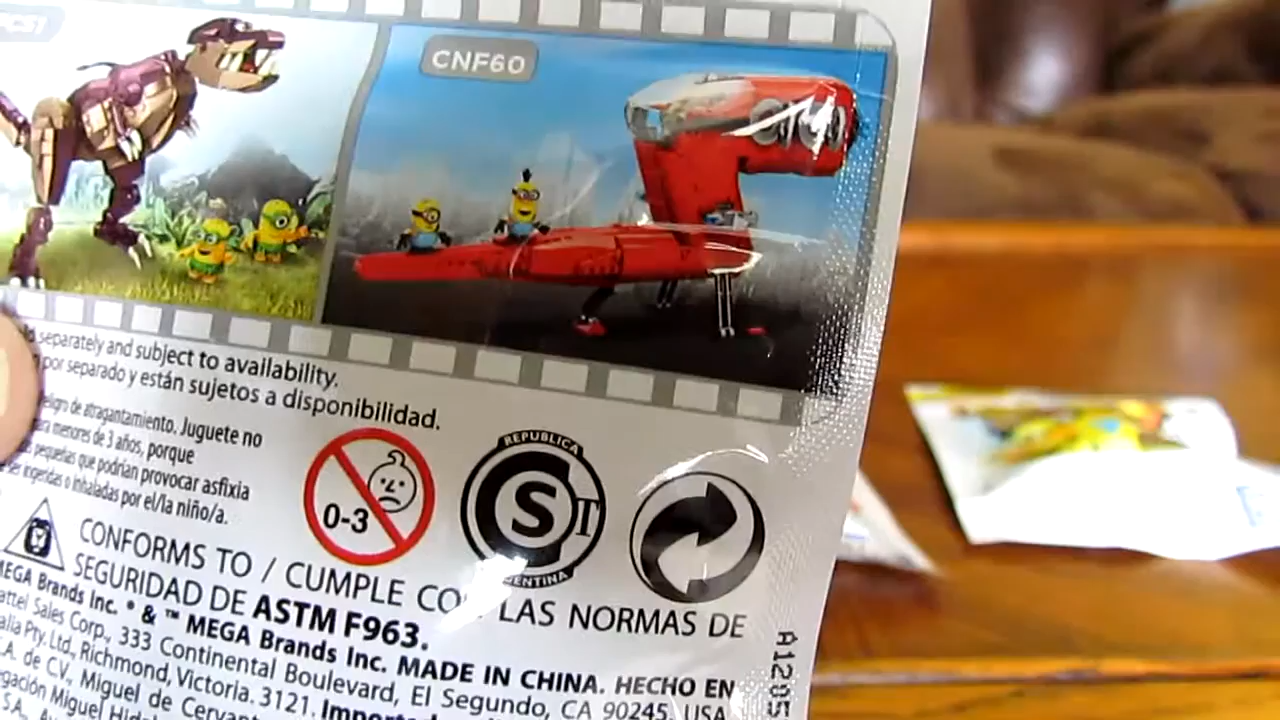 CNF60
separately and subject to availability.
por separado y están sujetos a disponibilidad.
de atragantamiento. Juguete no
menores de 3 años, porque
pequeñas que podrían provocar asfixia
ingeridas o inhaladas por el/la niño/a.
0-3
REPUBLICA
S
CONFORMS TO / CUMPLE CON LAS NORMAS DE
SEGURIDAD DE ASTM F963.
MEGA Brands Inc. ® & ™ MEGA Brands Inc. MADE IN CHINA. HECHO EN
Sales Corp., 333 Continental Boulevard, El Segundo, CA 90245, USA
Pty. Ltd., Richmond, Victoria. 3121.
de C.V., Miguel de
Miguel
A1205